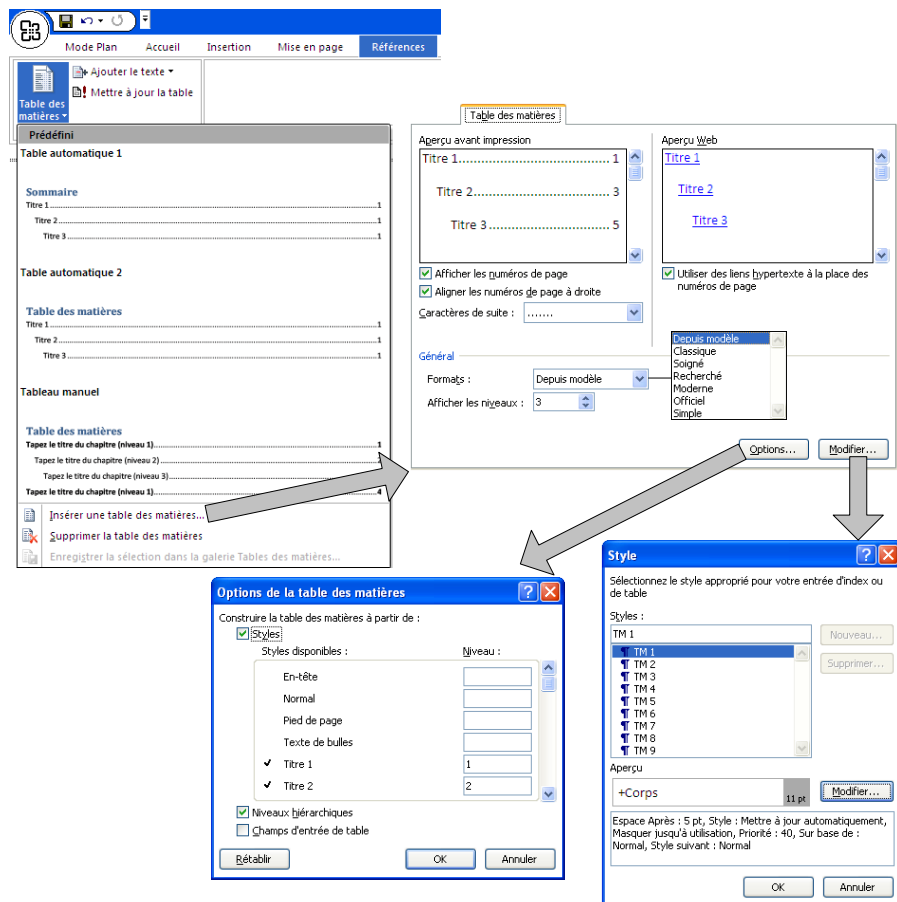 Mode Plan Accueil Insertion Mise en page Références
Table des matières
Ajouter le texte
Mettre à jour la table
Prédéfini
Table automatique 1
Sommaire
Titre 1 1
Titre 2 1
Titre 3 1
Table automatique 2
Table des matières
Titre 1 1
Titre 2 1
Titre 3 1
Tableau manuel
Table des matières
Tapez le titre du chapitre (niveau 1) 1
Tapez le titre du chapitre (niveau 2)
Tapez le titre du chapitre (niveau 3)
Tapez le titre du chapitre (niveau 1) 4
Insérer une table des matières...
Supprimer la table des matières
Enregistrer la sélection dans la galerie Tables des matières...
Table des matières
Aperçu avant impression
Titre 1 1
Titre 2 3
Titre 3 5
Afficher les numéros de page
Aligner les numéros de page à droite
Caractères de suite : .......
Aperçu Web
Titre 1
Titre 2
Titre 3
Utiliser des liens hypertexte à la place des
numéros de page
Général
Formats : Depuis modèle
Afficher les niveaux : 3
Depuis modèle
Classique
Soigné
Recherché
Moderne
Officiel
Simple
Options... Modifier...
Options de la table des matières
Construire la table des matières à partir de :
Styles
Styles disponibles : Niveau :
En-tête
Normal
Pied de page
Texte de bulles
Titre 1 1
Titre 2 2
Niveaux hiérarchiques
Champs d'entrée de table
Rétablir OK Annuler
Style
Sélectionnez le style approprié pour votre entrée d'index ou
de table
Styles :
TM 1 Nouveau...
TM 1
TM 2 Supprimer...
TM 3
TM 4
TM 5
TM 6
TM 7
TM 8
TM 9
Aperçu
+Corps 11 pt Modifier...
Espace Après : 5 pt, Style : Mettre à jour automatiquement,
Masquer jusqu'à utilisation, Priorité : 40, Sur base de :
Normal, Style suivant : Normal
OK Annuler